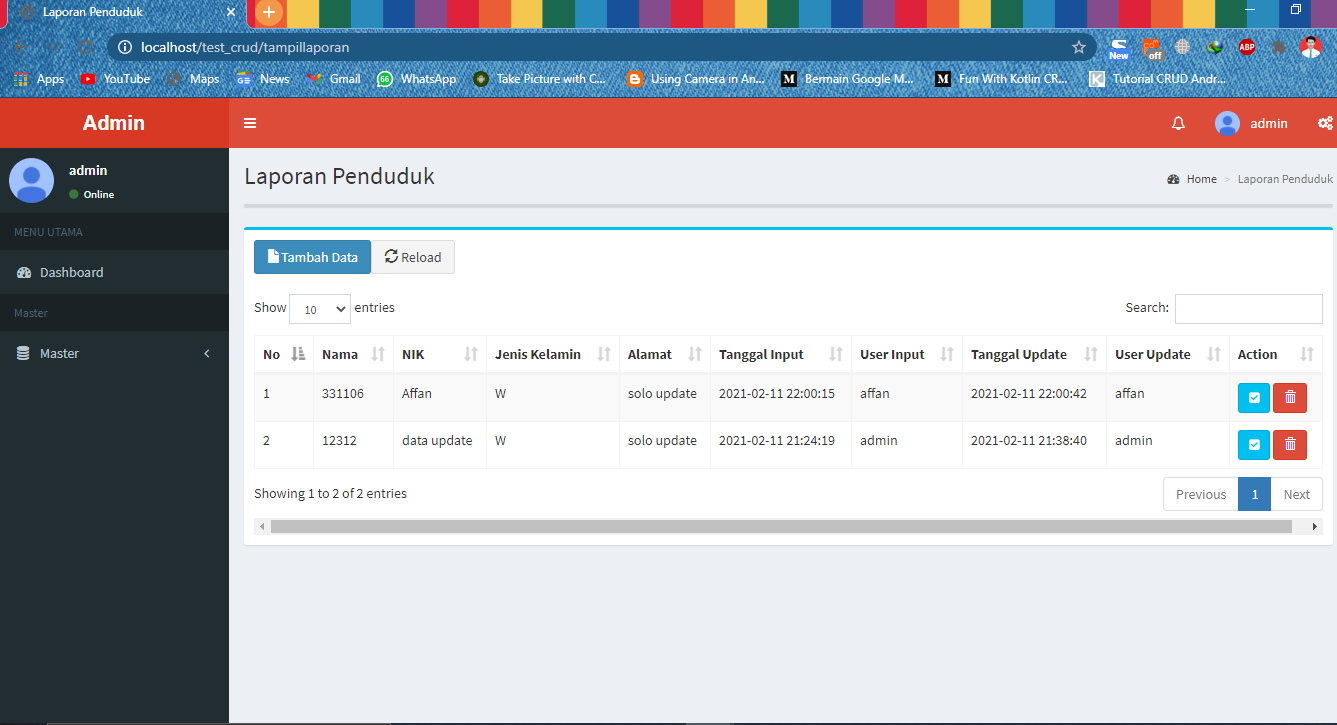 Laporan Penduduk
localhost/test_crud/tampillaporan
New off ABP
Apps YouTube Maps GE News Gmail 66 WhatsApp Take Picture with C... Using Camera in An... M Bermain Google M... M Fun With Kotlin CR... K Tutorial CRUD Andr...
Admin admin
admin
Online
Laporan Penduduk Home > Laporan Penduduk
MENU UTAMA
Dashboard
Master
Master
Tambah Data Reload
Show 10 entries Search:
No Nama NIK Jenis Kelamin Alamat Tanggal Input User Input Tanggal Update User Update Action
1 331106 Affan W solo update 2021-02-11 22:00:15 affan 2021-02-11 22:00:42 affan
2 12312 data update W solo update 2021-02-11 21:24:19 admin 2021-02-11 21:38:40 admin
Showing 1 to 2 of 2 entries Previous 1 Next